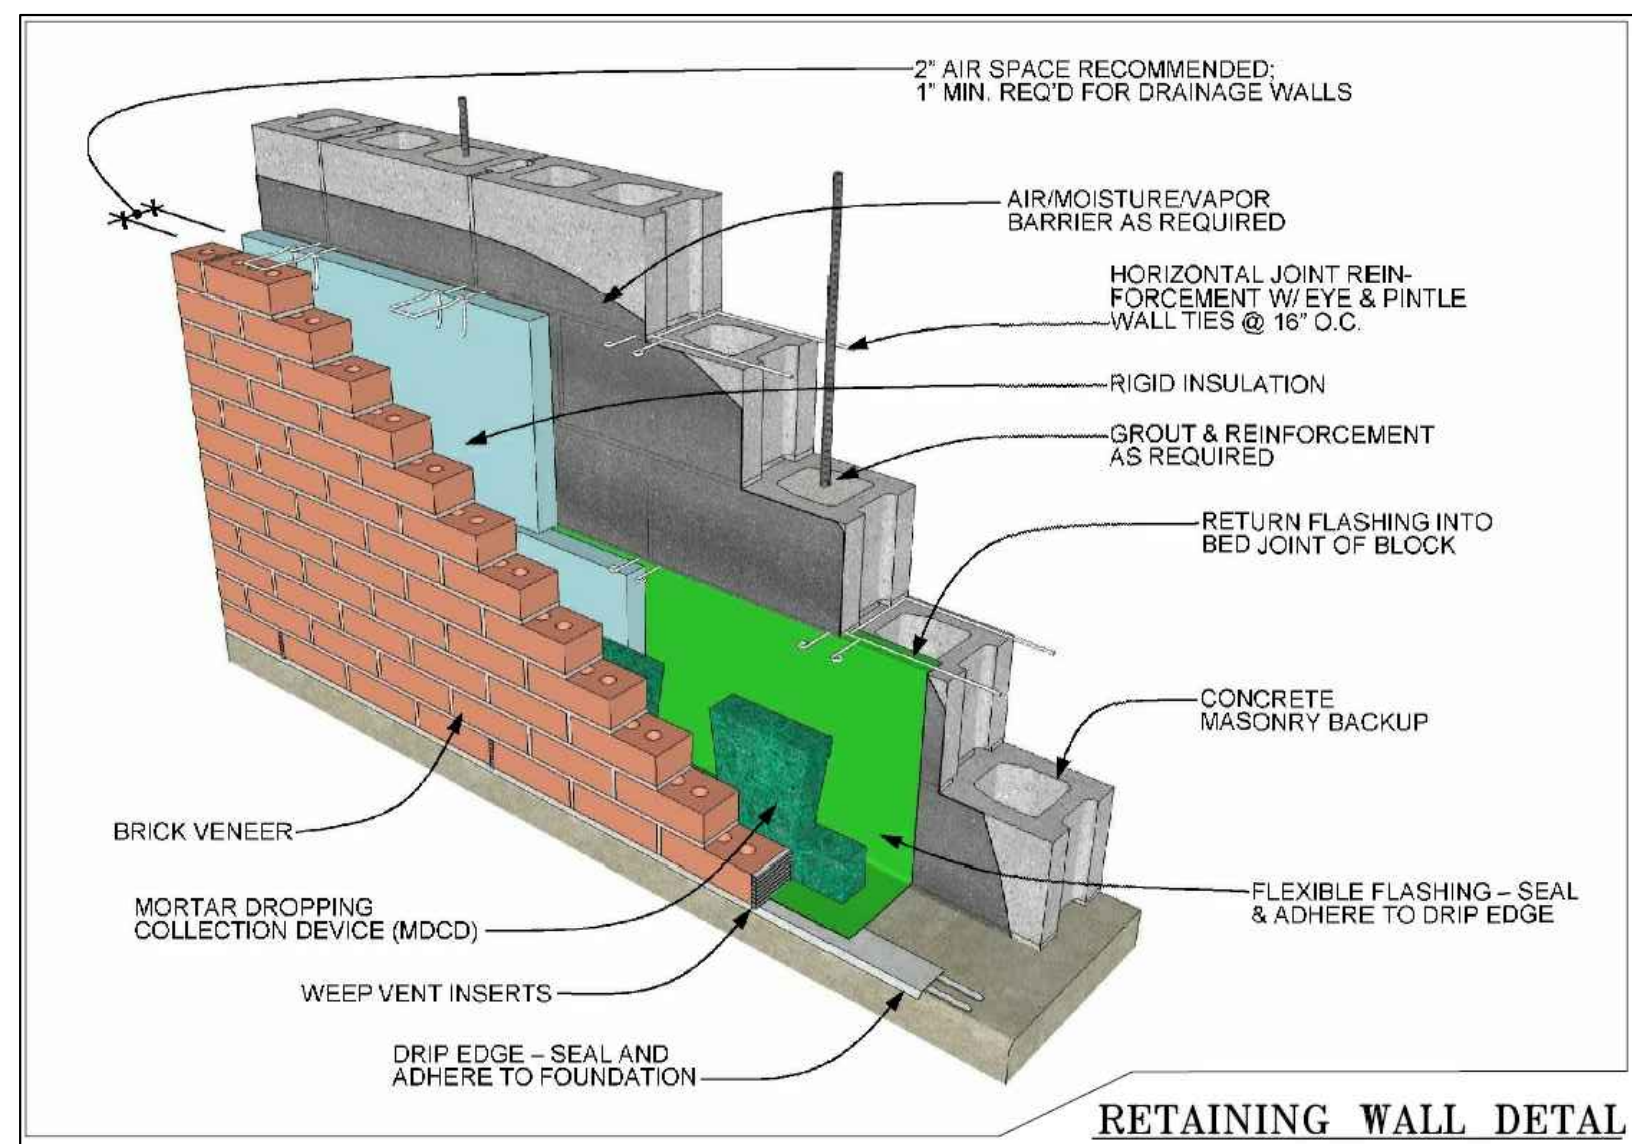 2" AIR SPACE RECOMMENDED;
1" MIN. REQ'D FOR DRAINAGE WALLS
AIR/MOISTURE/VAPOR
BARRIER AS REQUIRED
HORIZONTAL JOINT REIN-
FORCEMENT W/ EYE & PINTLE
WALL TIES @ 16" O.C.
RIGID INSULATION
GROUT & REINFORCEMENT
AS REQUIRED
RETURN FLASHING INTO
BED JOINT OF BLOCK
CONCRETE
MASONRY BACKUP
BRICK VENEER
FLEXIBLE FLASHING – SEAL
& ADHERE TO DRIP EDGE
MORTAR DROPPING
COLLECTION DEVICE (MDCD)
WEEP VENT INSERTS
DRIP EDGE – SEAL AND
ADHERE TO FOUNDATION
RETAINING WALL DETAL